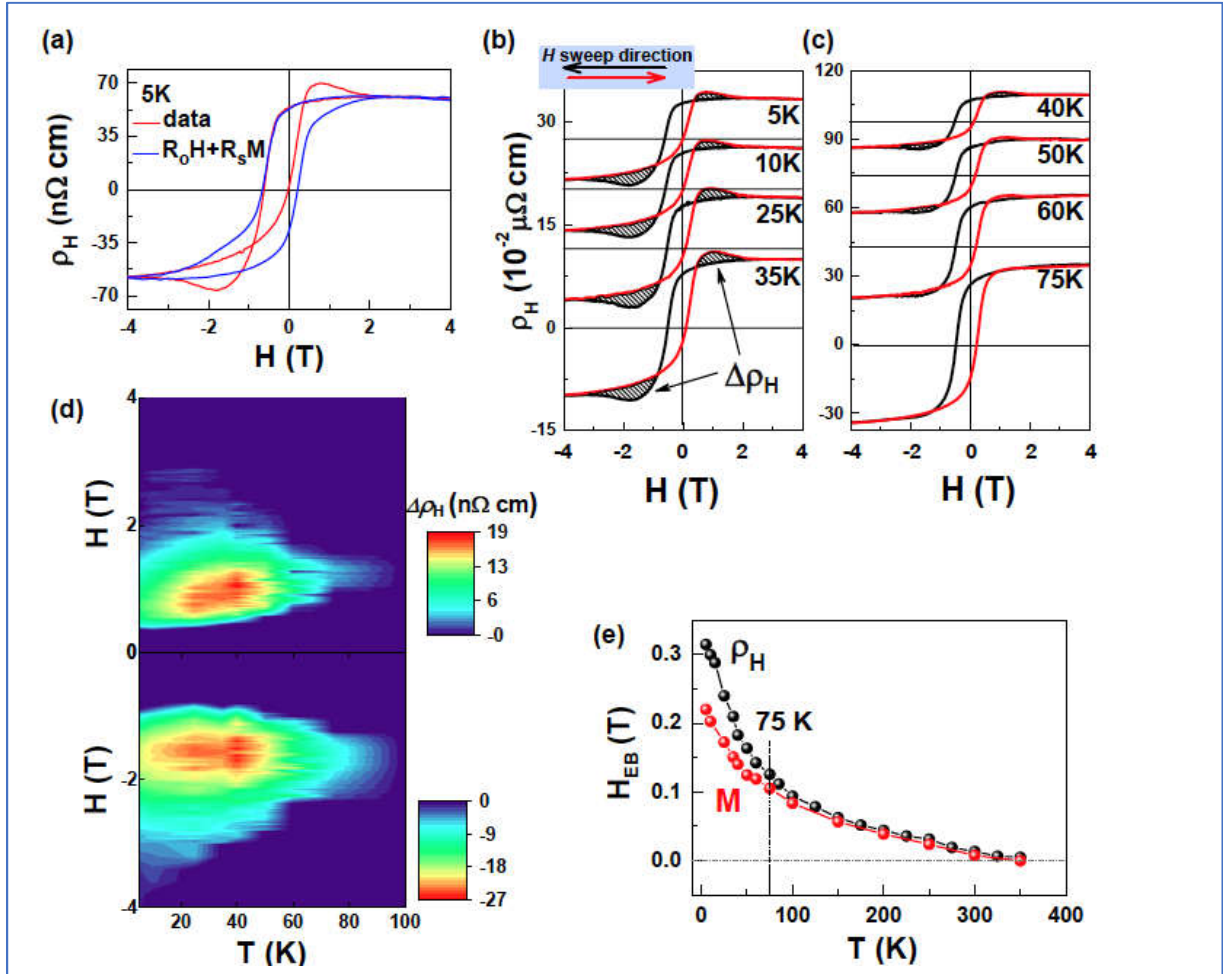 (a)
70
35
0
-35
-70
ρH (nΩ cm)
5K
data
RoH+RsM
-4 -2 0 2 4
H (T)
(b)
H sweep direction
30
15
0
-15
ρH (10-2 μΩ cm)
5K
10K
25K
35K
ΔρH
-4 -2 0 2 4
H (T)
(c)
120
90
60
30
0
-30
40K
50K
60K
75K
-4 -2 0 2 4
H (T)
(d)
4
2
0
-2
-4
H (T)
H (T)
ΔρH (nΩ cm)
19
13
6
-0
0
-9
-18
-27
20 40 60 80 100
T (K)
(e)
0.3
0.2
0.1
0.0
HEB (T)
ρH
75 K
M
0 100 200 300 400
T (K)